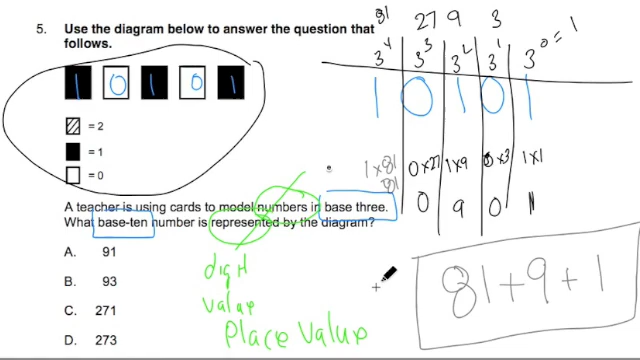 5. Use the diagram below to answer the question that
follows.
1 0 1 0 1
= 2
= 1
= 0
A teacher is using cards to model numbers in base three.
What base-ten number is represented by the diagram?
A. 91
B. 93
C. 271
D. 273
digit
value
Place Value
81 27 9 3
3⁴ 3³ 3² 3¹ 3⁰ = 1
1 0 1 0 1
1×81 0×27 1×9 0×3 1×1
81 0 9 0 1
81+9+1
+